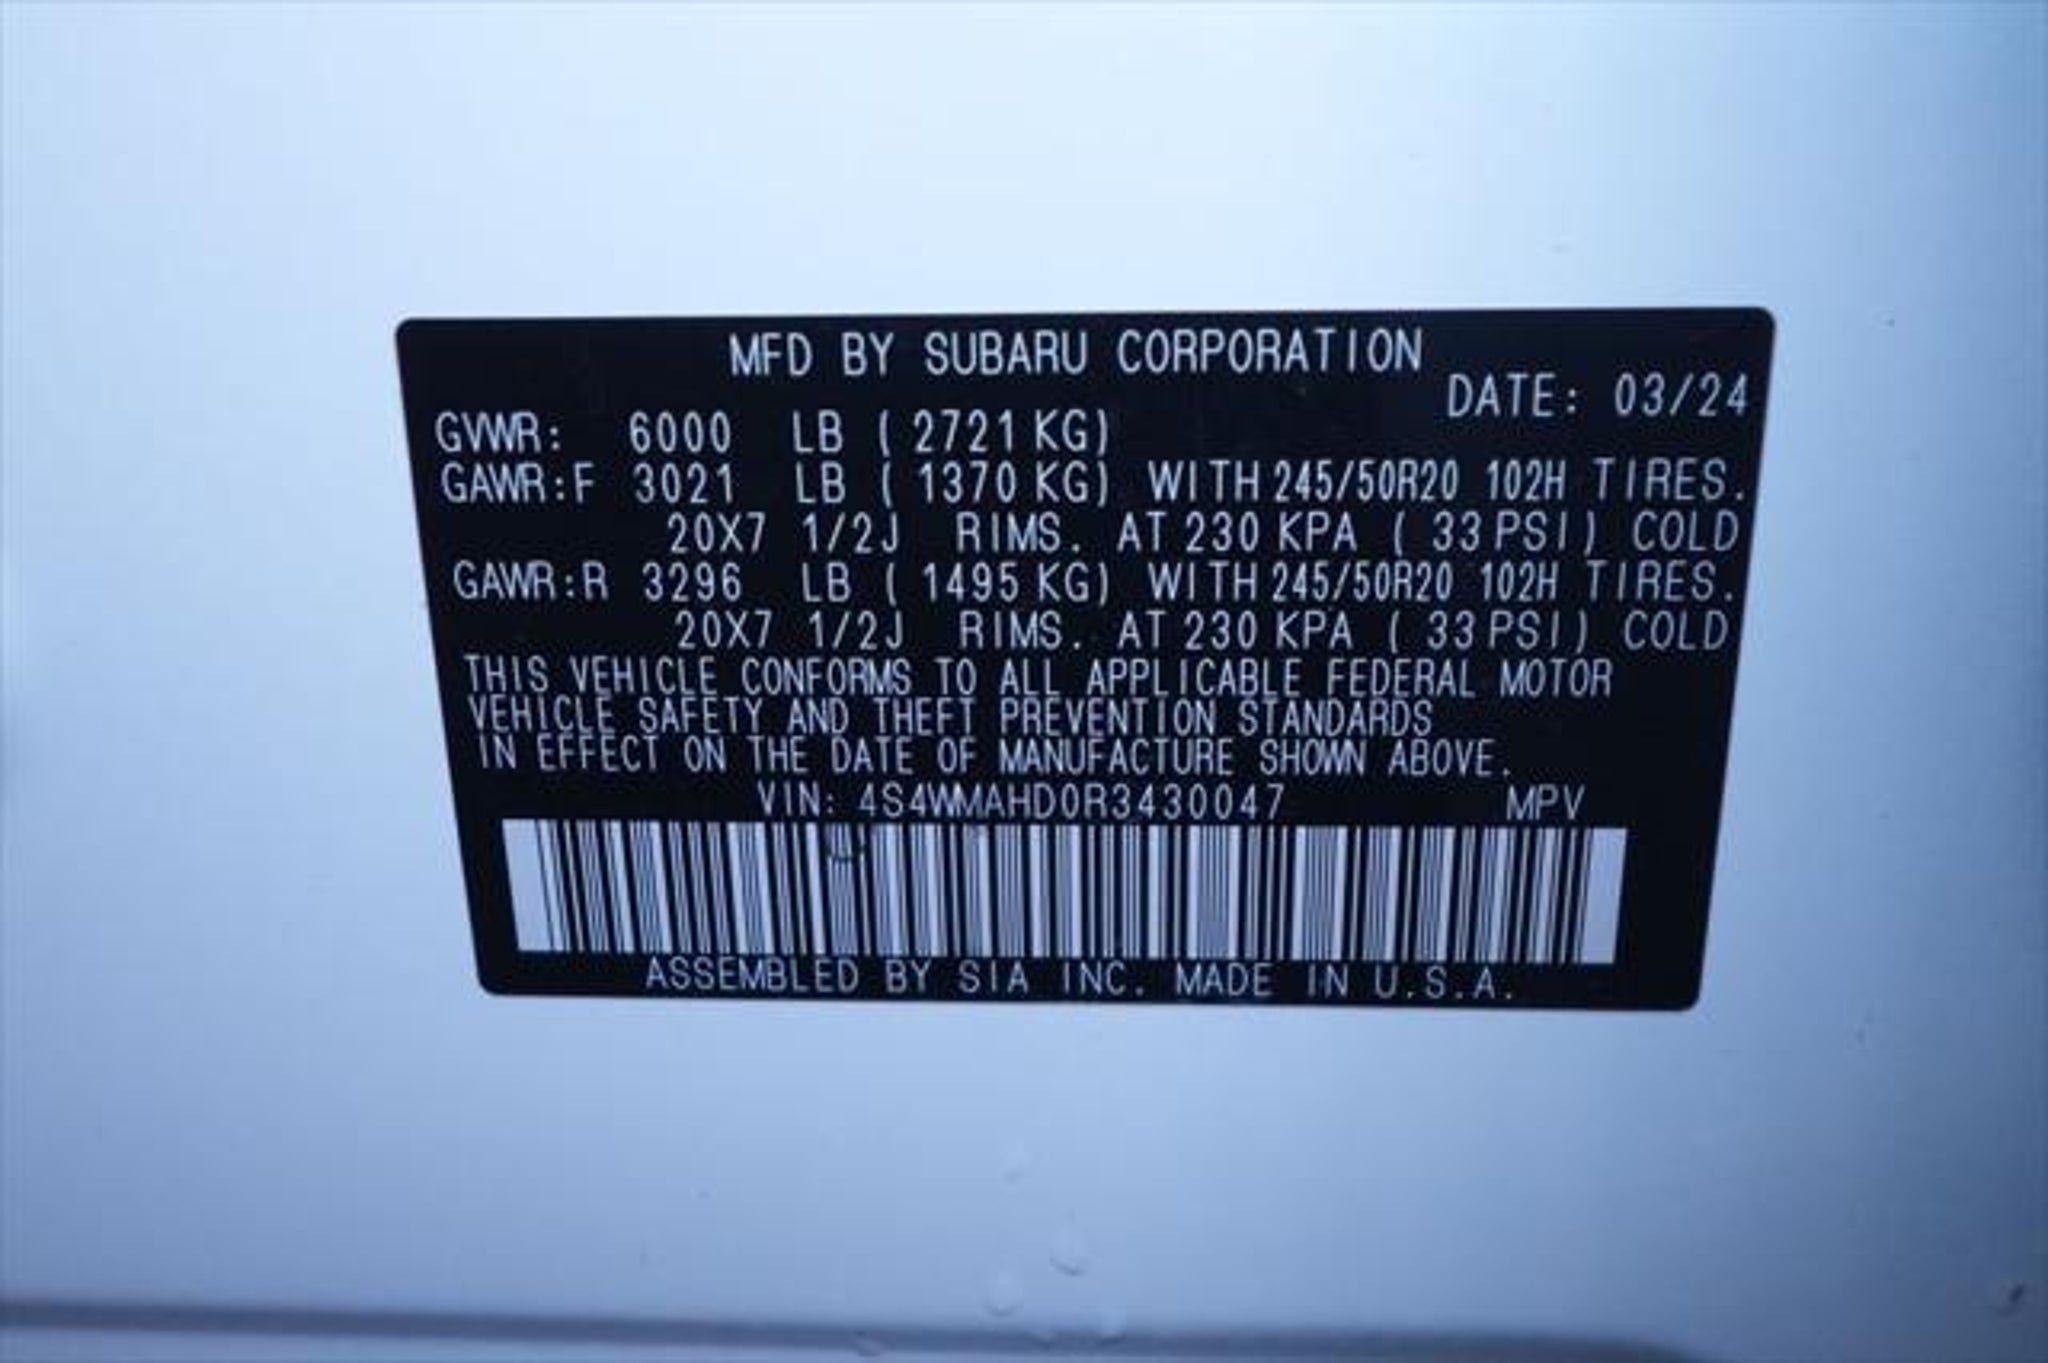 MFD BY SUBARU CORPORATION
DATE: 03/24
GVWR: 6000 LB ( 2721 KG)
GAWR:F 3021 LB ( 1370 KG) WITH 245/50R20 102H TIRES.
20X7 1/2J RIMS. AT 230 KPA ( 33 PSI) COLD
GAWR:R 3296 LB ( 1495 KG) WITH 245/50R20 102H TIRES.
20X7 1/2J RIMS. AT 230 KPA ( 33 PSI) COLD
THIS VEHICLE CONFORMS TO ALL APPLICABLE FEDERAL MOTOR
VEHICLE SAFETY AND THEFT PREVENTION STANDARDS
IN EFFECT ON THE DATE OF MANUFACTURE SHOWN ABOVE.
VIN: 4S4WMAHD0R3430047 MPV
ASSEMBLED BY SIA INC. MADE IN U.S.A.